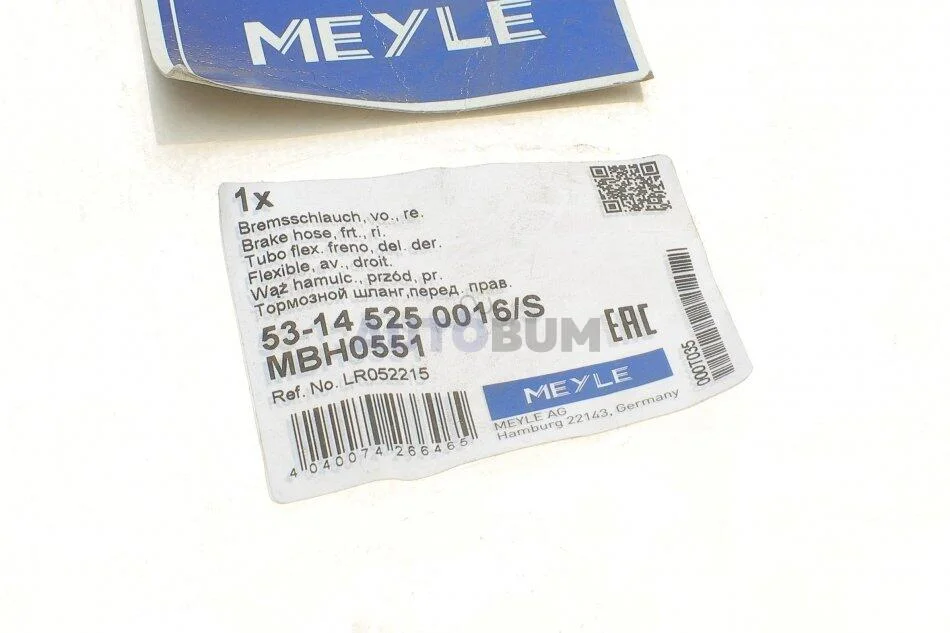 MEYLE
1x
Bremsschlauch, vo., re.
Brake hose, frt., ri.
Tubo flex. freno, del. der.
Flexible, av., droit.
Wąż hamulc., przód, pr.
Тормозной шланг,перед. прав.
53-14 525 0016/S
AUTOBUM
MBH0551
Ref. No. LR052215
EAC
000T035
MEYLE
MEYLE AG
Hamburg 22143, Germany
4 040074 266465